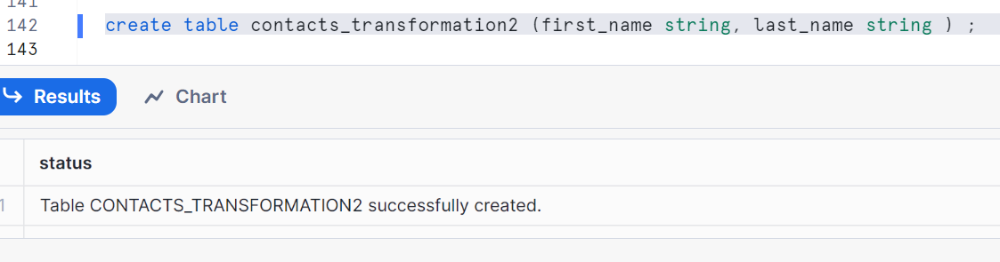 141
142 create table contacts_transformation2 (first_name string, last_name string ) ;
143
Results Chart
status
1 Table CONTACTS_TRANSFORMATION2 successfully created.